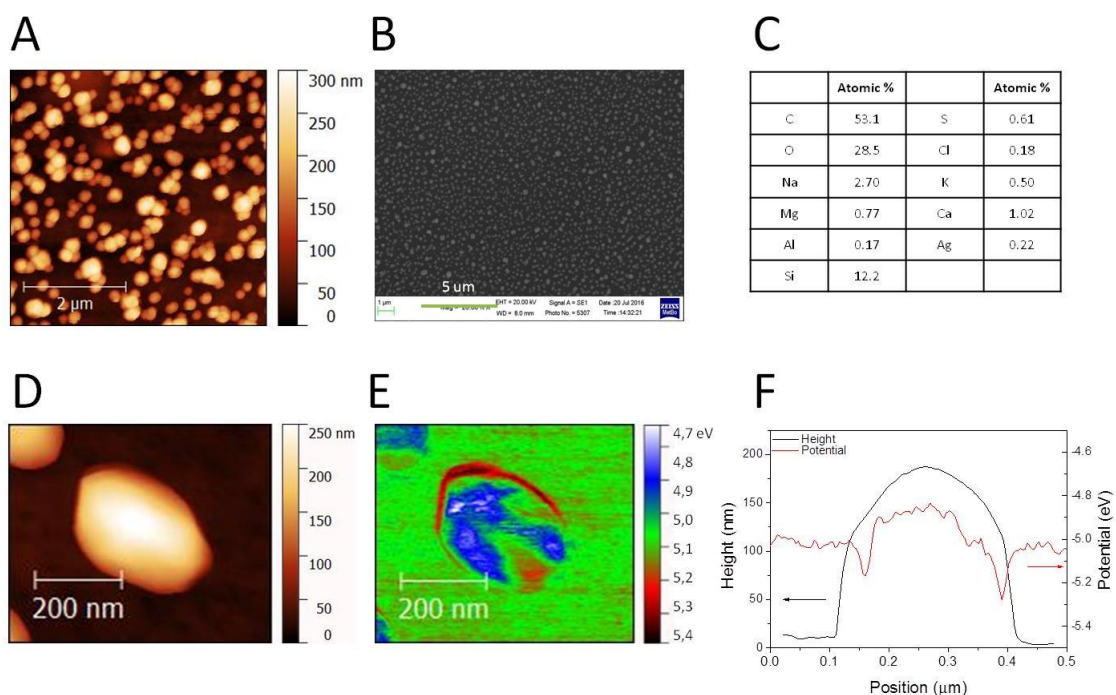 A
300 nm
250
200
150
100
50
0
2 µm
B
5 um
1 µm
EHT = 20.00 kV
Signal A = SE1
Date :20 Jul 2016
WD = 8.0 mm
Photo No. = 5307
Time :14:32:21
ZEISS
C
Atomic % Atomic %
C 53.1 S 0.61
O 28.5 Cl 0.18
Na 2.70 K 0.50
Mg 0.77 Ca 1.02
Al 0.17 Ag 0.22
Si 12.2
D
250 nm
200
150
100
50
0
200 nm
E
4,7 eV
4,8
4,9
5,0
5,1
5,2
5,3
5,4
200 nm
F
Height
Potential
200
150
100
50
0
Height (nm)
4.6
4.8
5.0
5.2
5.4
Potential (eV)
0.0 0.1 0.2 0.3 0.4 0.5
Position (µm)